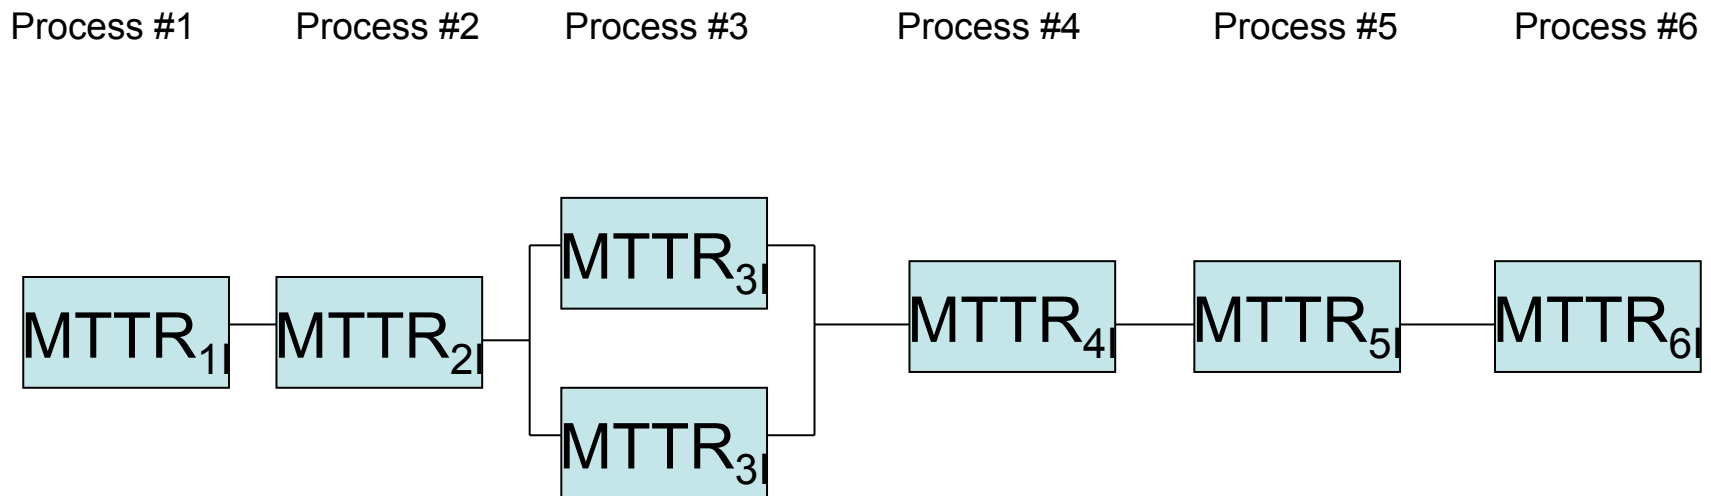 Process #1 Process #2 Process #3 Process #4 Process #5 Process #6
MTTR3I
MTTR1I MTTR2I MTTR4I MTTR5I MTTR6I
MTTR3I